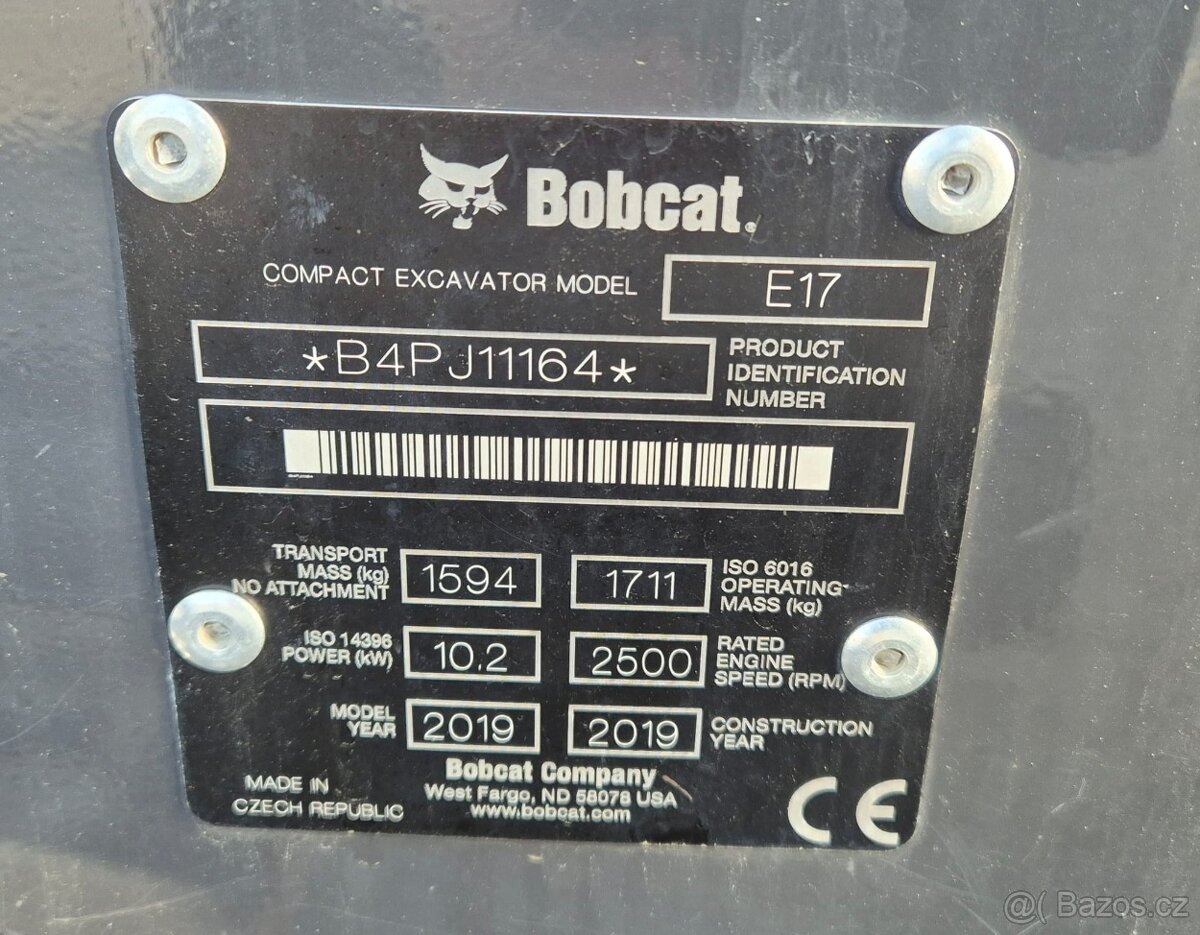 Bobcat.
COMPACT EXCAVATOR MODEL E17
*B4PJ11164* PRODUCT
IDENTIFICATION
NUMBER
TRANSPORT
MASS (kg)
NO ATTACHMENT
1594 1711
ISO 6016
OPERATING
MASS (kg)
ISO 14396
POWER (kW)
10.2 2500
RATED
ENGINE
SPEED (RPM)
MODEL
YEAR
2019 2019
CONSTRUCTION
YEAR
Bobcat Company
West Fargo, ND 58078 USA
www.bobcat.com
MADE IN
CZECH REPUBLIC
CE
@( Bazos.cz